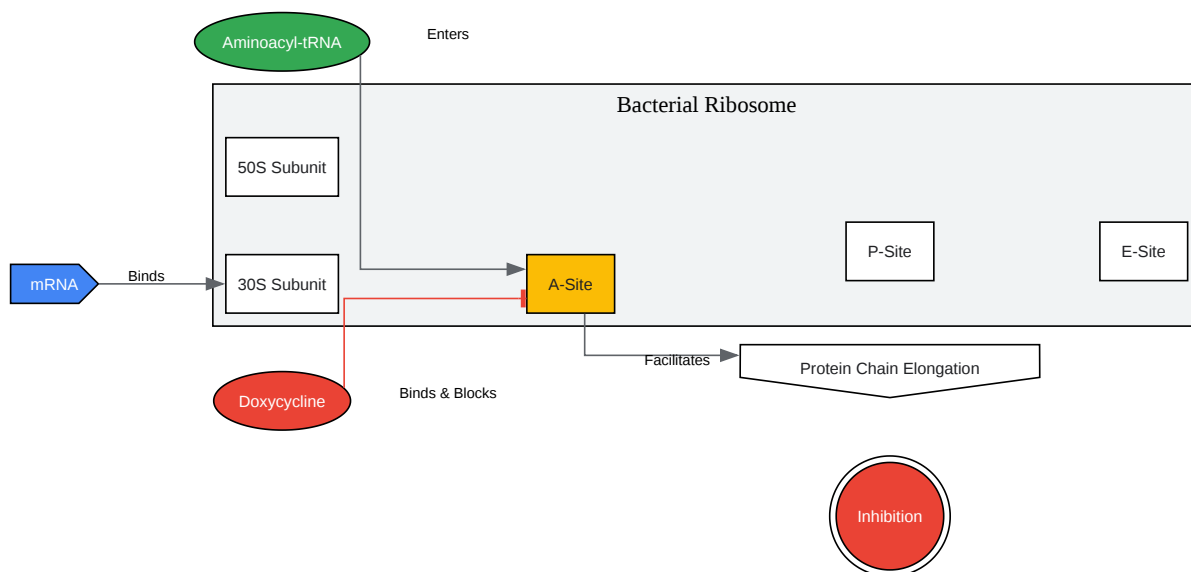 Aminoacyl-tRNA
Enters
Bacterial Ribosome
50S Subunit
P-Site
E-Site
mRNA
Binds
30S Subunit
A-Site
Facilitates
Protein Chain Elongation
Doxycycline
Binds & Blocks
Inhibition